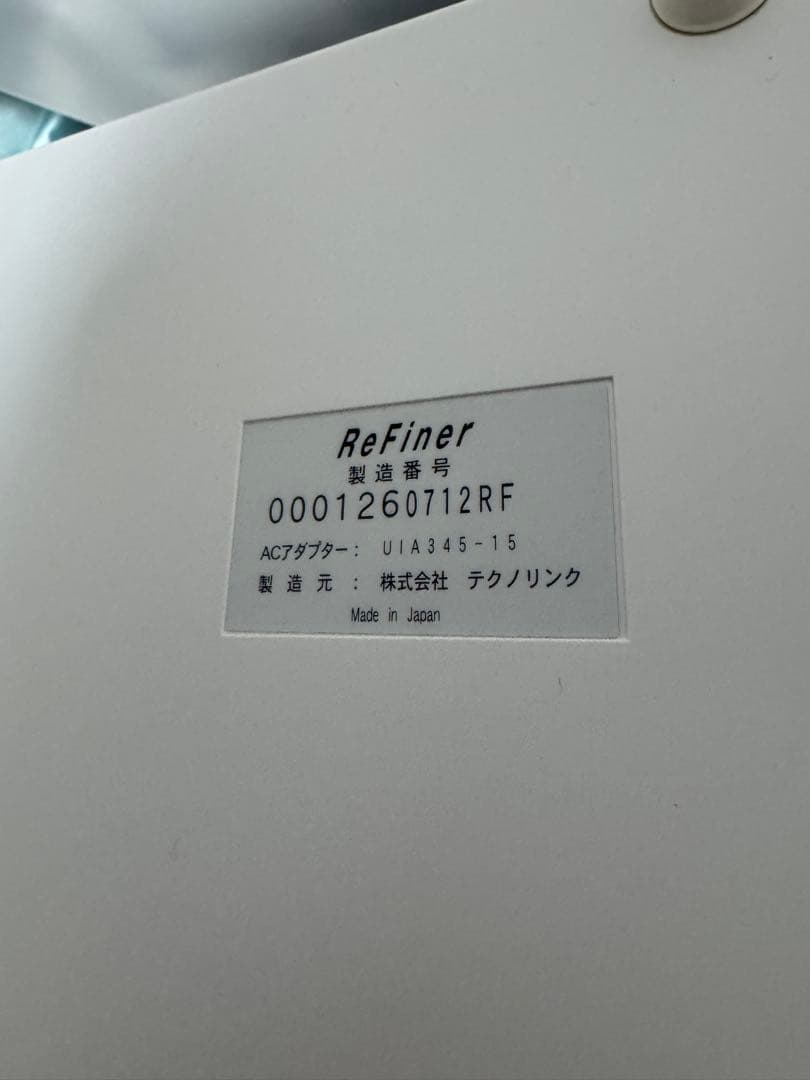 ReFiner
製造番号
0001260712RF
ACアダプター： UIA345-15
製造元： 株式会社 テクノリンク
Made in Japan